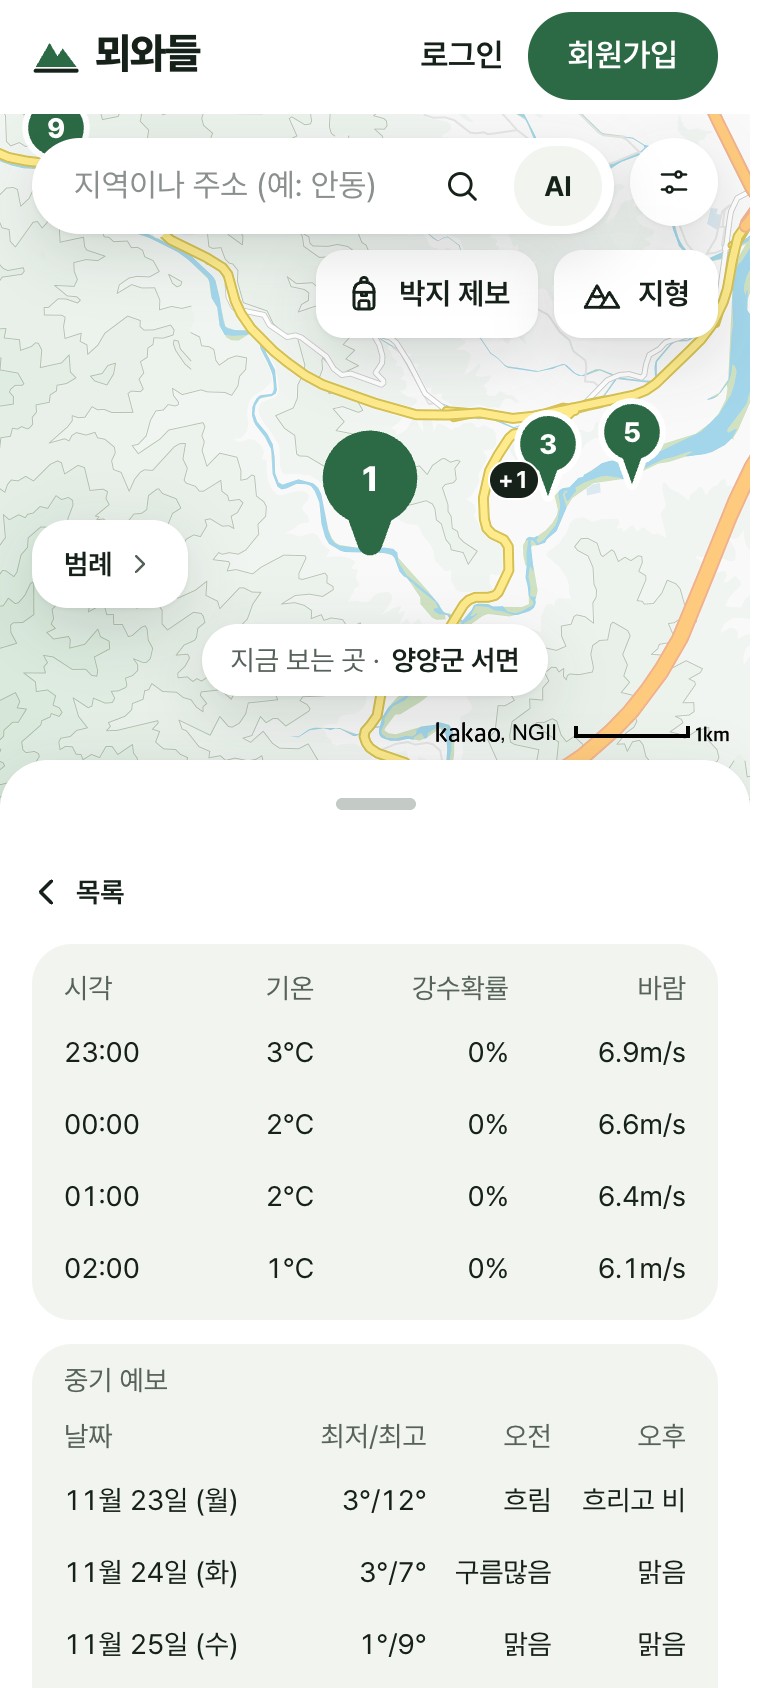 뫼와들 로그인 회원가입
9
지역이나 주소 (예: 안동) AI
박지 제보 지형
1
3
+1
5
범례
지금 보는 곳 · 양양군 서면
kakao, NGII 1km
목록
시각 기온 강수확률 바람
23:00 3°C 0% 6.9m/s
00:00 2°C 0% 6.6m/s
01:00 2°C 0% 6.4m/s
02:00 1°C 0% 6.1m/s
중기 예보
날짜 최저/최고 오전 오후
11월 23일 (월) 3°/12° 흐림 흐리고 비
11월 24일 (화) 3°/7° 구름많음 맑음
11월 25일 (수) 1°/9° 맑음 맑음